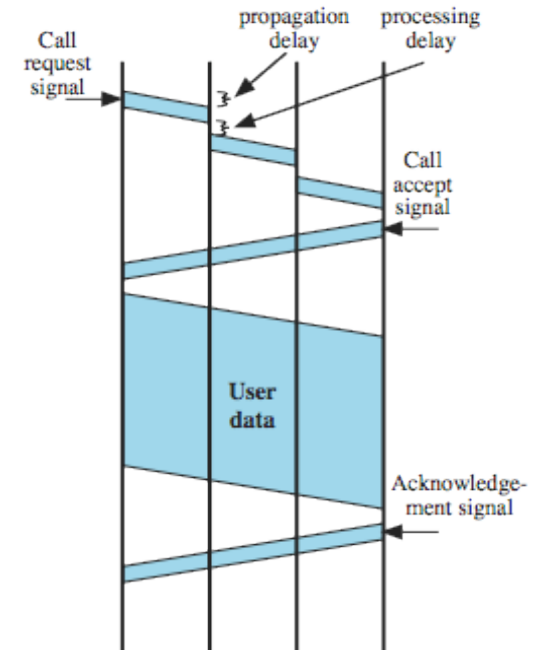 propagation
delay
processing
delay
Call
request
signal
Call
accept
signal
User
data
Acknowledge-
ment signal